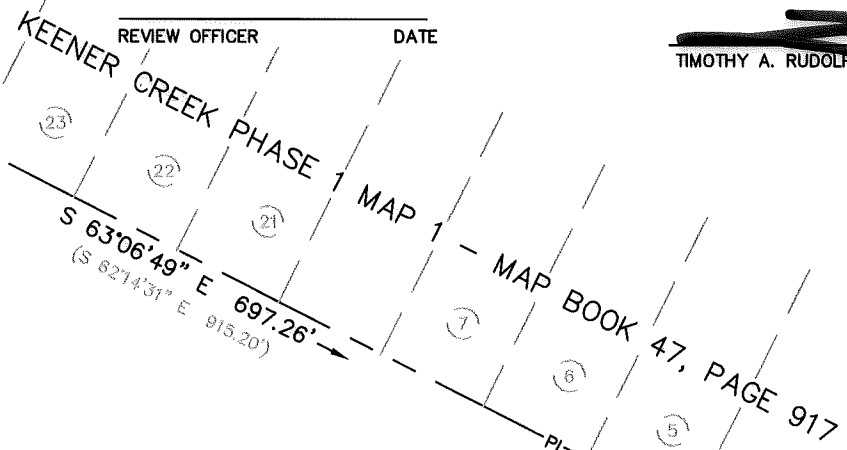 REVIEW OFFICER DATE
TIMOTHY A. RUDOLP
KEENER CREEK PHASE 1 MAP 1 – MAP BOOK 47, PAGE 917
23
22
21
7
6
5
S 63°06'49" E 697.26'
(S 62°14'31" E 915.20')